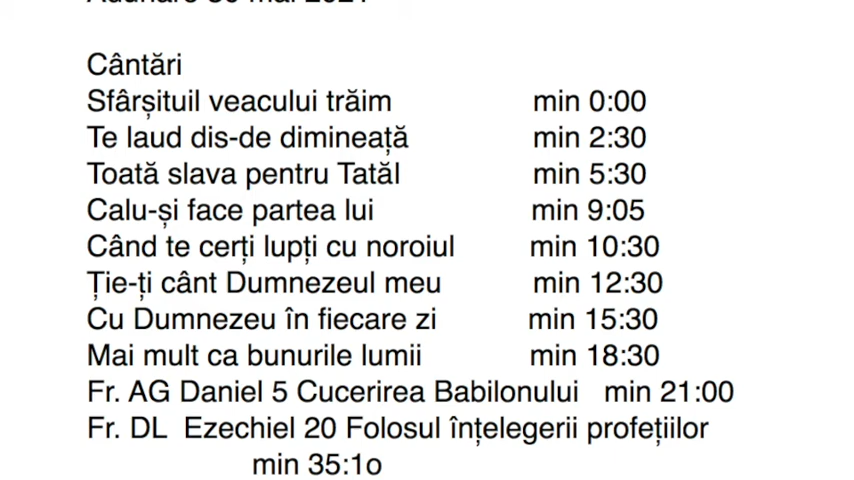 Cântări
Sfârșituil veacului trăim min 0:00
Te laud dis-de dimineață min 2:30
Toată slava pentru Tatăl min 5:30
Calu-și face partea lui min 9:05
Când te cerți lupți cu noroiul min 10:30
Ție-ți cânt Dumnezeul meu min 12:30
Cu Dumnezeu în fiecare zi min 15:30
Mai mult ca bunurile lumii min 18:30
Fr. AG Daniel 5 Cucerirea Babilonului min 21:00
Fr. DL Ezechiel 20 Folosul înțelegerii profețiilor
min 35:1o